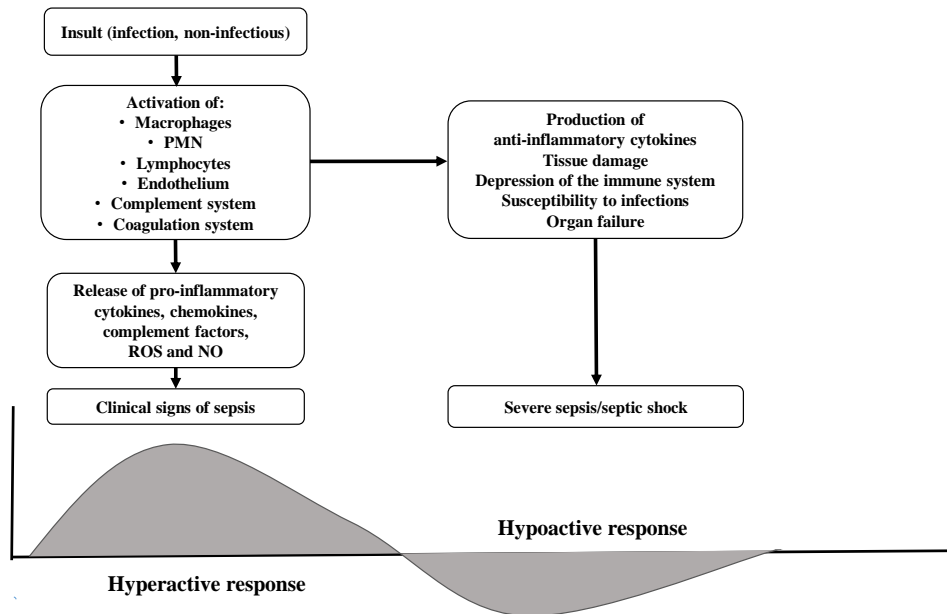 Insult (infection, non-infectious)
Activation of:
• Macrophages
• PMN
• Lymphocytes
• Endothelium
• Complement system
• Coagulation system
Production of
anti-inflammatory cytokines
Tissue damage
Depression of the immune system
Susceptibility to infections
Organ failure
Release of pro-inflammatory
cytokines, chemokines,
complement factors,
ROS and NO
Clinical signs of sepsis
Severe sepsis/septic shock
Hypoactive response
Hyperactive response